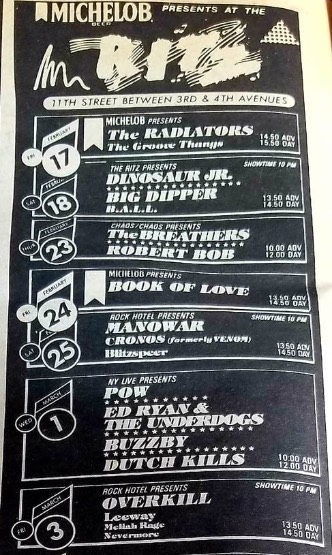 MICHELOB PRESENTS AT THE
BEER
RITZ
11TH STREET BETWEEN 3RD & 4TH AVENUES
FRI FEBRUARY 17
MICHELOB PRESENTS
The RADIATORS
The Groove Thangs
14.50 ADV
15.50 DAY
SAT 18
THE RITZ PRESENTS SHOWTIME 10 PM
DINOSAUR JR.
BIG DIPPER
B.A.L.L.
13.50 ADV
14.50 DAY
THUR FEBRUARY 23
CHAOS/CHAOS PRESENTS
The BREATHERS
ROBERT BOB
10.00 ADV
12.00 DAY
FRI FEBRUARY 24
MICHELOB PRESENTS
BOOK OF LOVE
13.50 ADV
14.50 DAY
SAT 25
ROCK HOTEL PRESENTS SHOWTIME 10 PM
MANOWAR
CRONOS (formerly VENOM)
Blitzspeer
13.50 ADV
14.50 DAY
WED MARCH 1
NY LIVE PRESENTS
POW
ED RYAN &
THE UNDERDOGS
BUZZBY
DUTCH KILLS
10:00 ADV
12.00 DAY
FRI MARCH 3
ROCK HOTEL PRESENTS SHOWTIME 10 PM
OVERKILL
Leeway
Mellah Rage
Nevermore
13.50 ADV
14.50 DAY